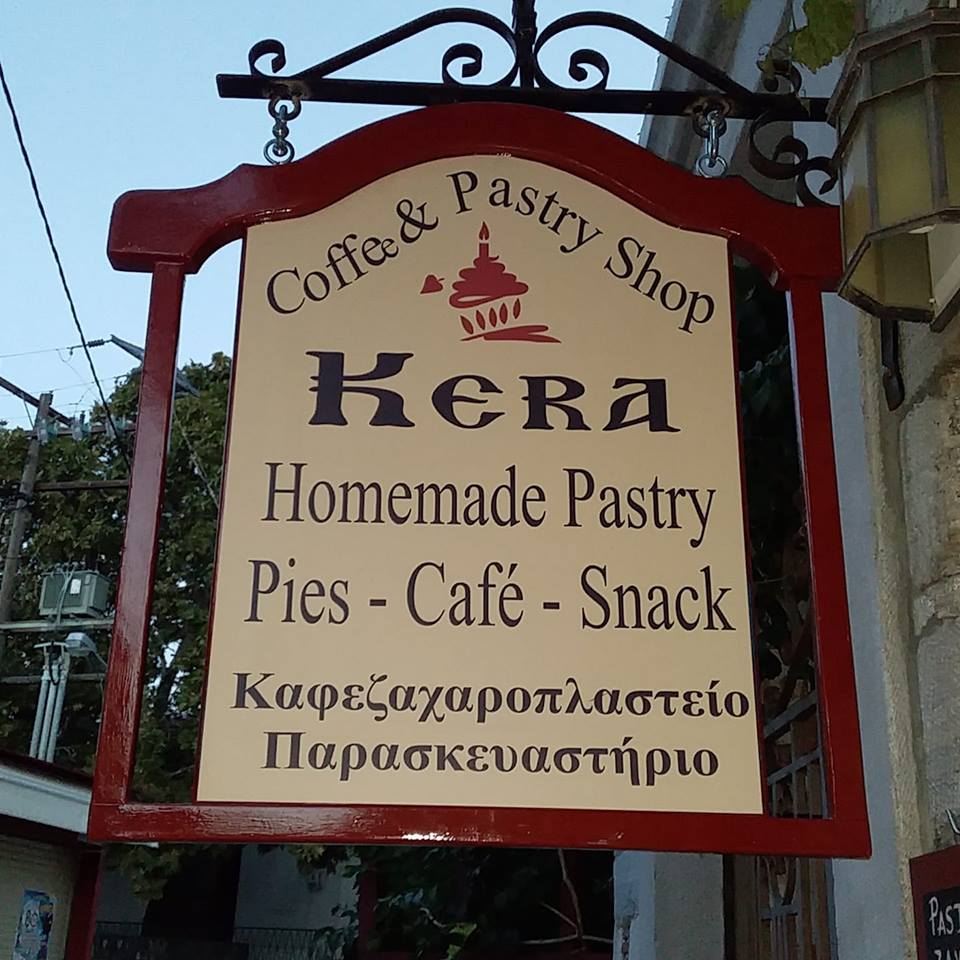 Coffee & Pastry Shop
KERA
Homemade Pastry
Pies - Café - Snack
Καφεζαχαροπλαστείο
Παρασκευαστήριο